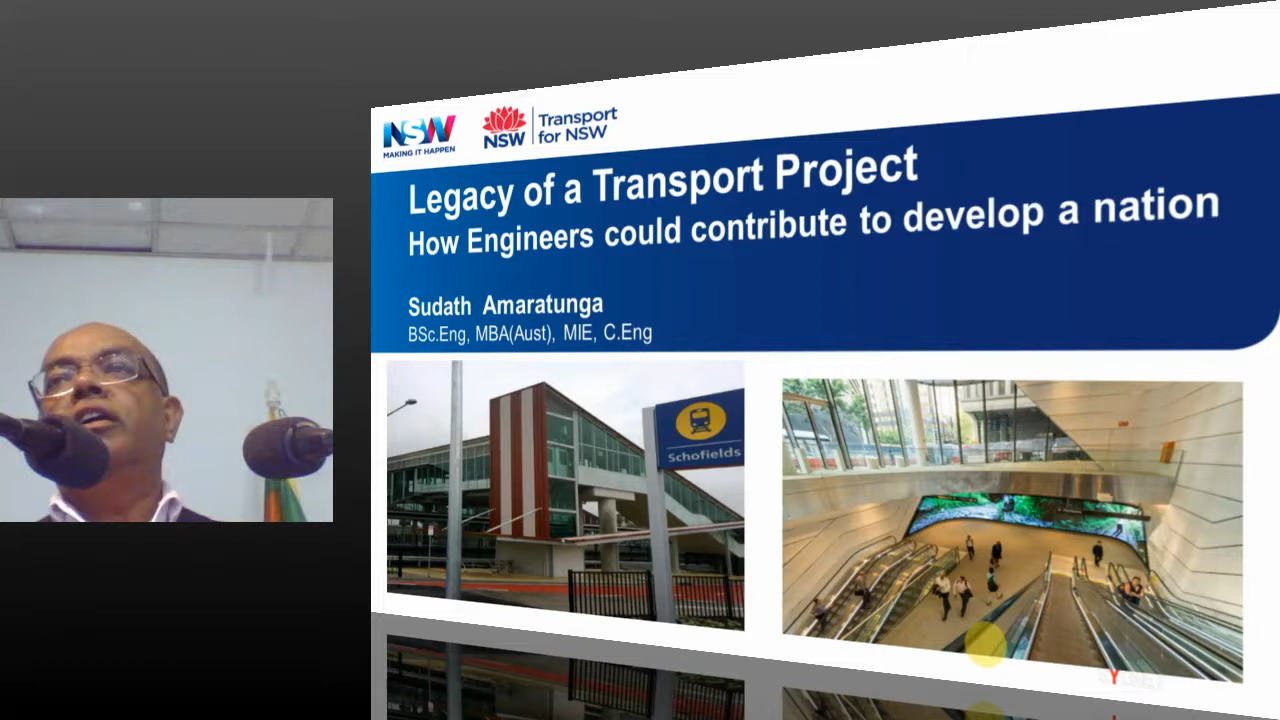 NSW
MAKING IT HAPPEN
NSW
Transport
for NSW
Legacy of a Transport Project
How Engineers could contribute to develop a nation
Sudath Amaratunga
BSc.Eng, MBA(Aust), MIE, C.Eng
Schofields